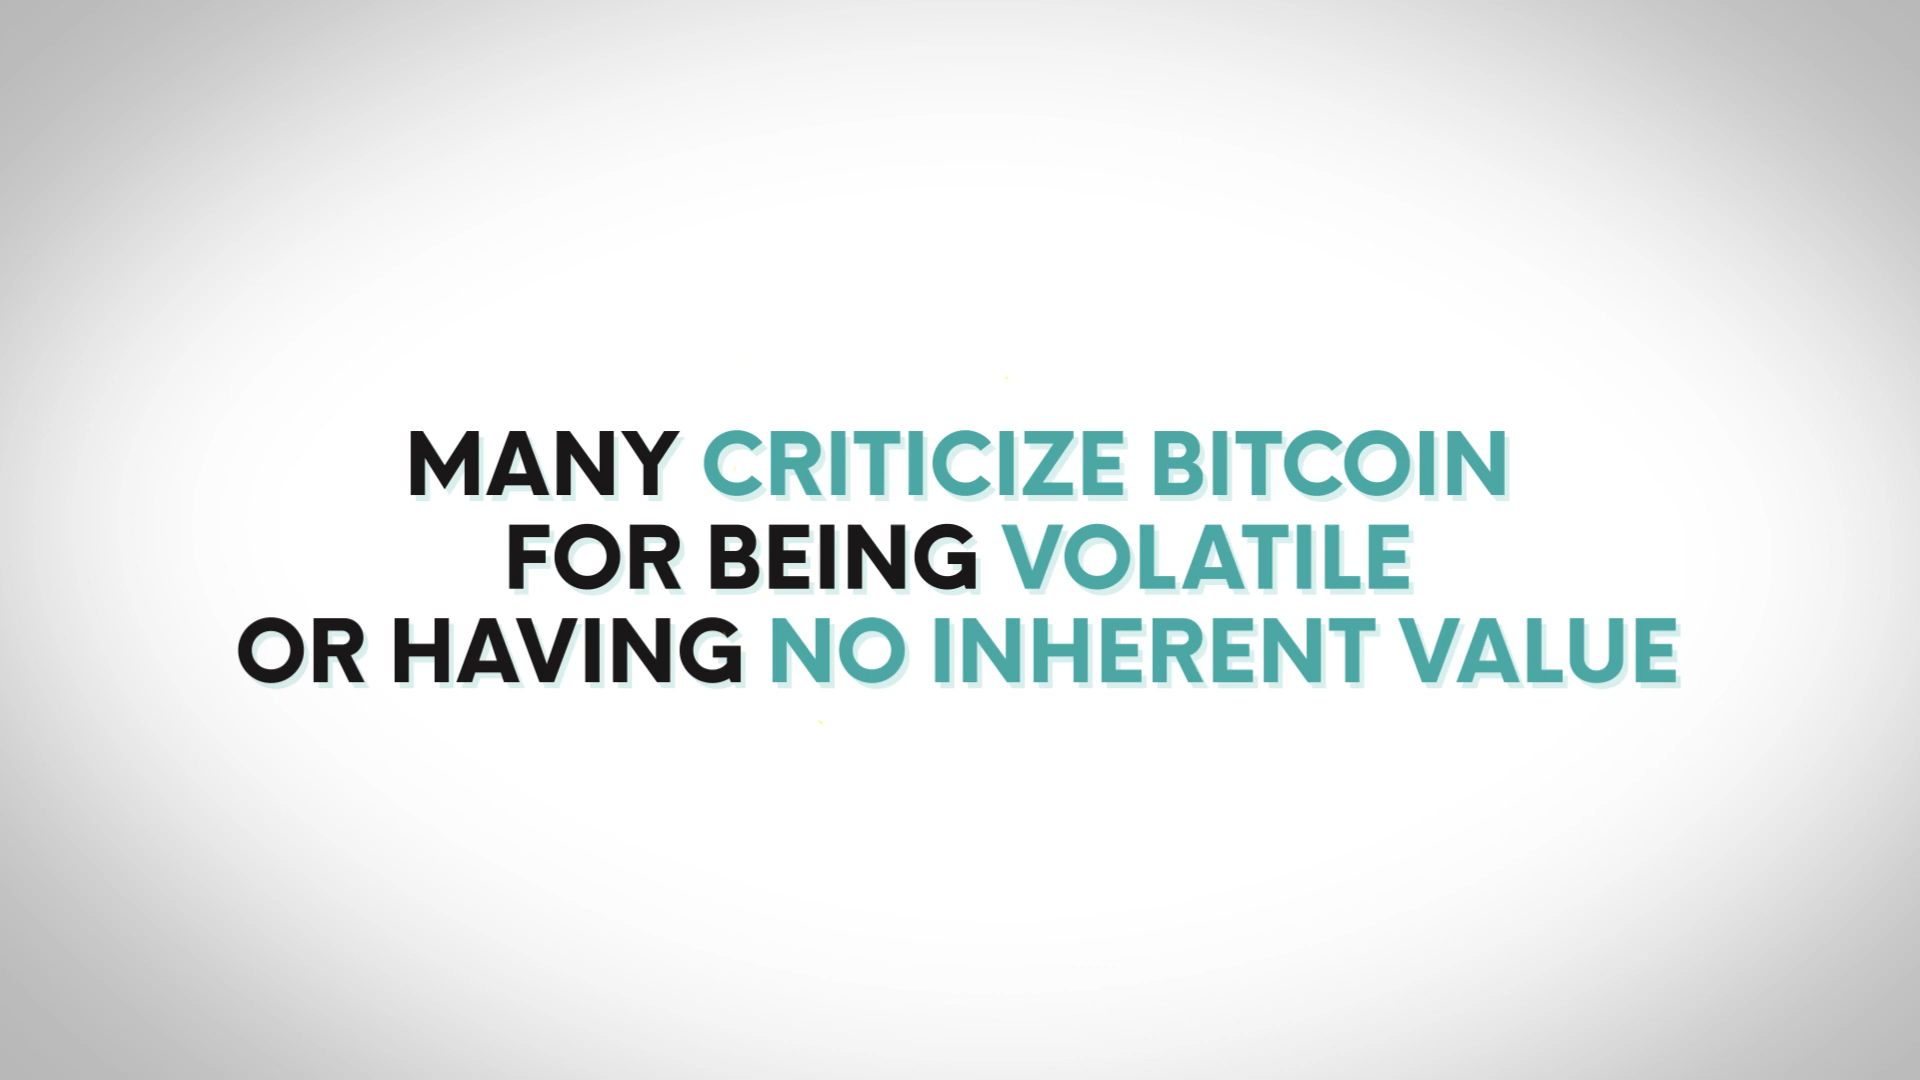 MANY CRITICIZE BITCOIN
FOR BEING VOLATILE
OR HAVING NO INHERENT VALUE